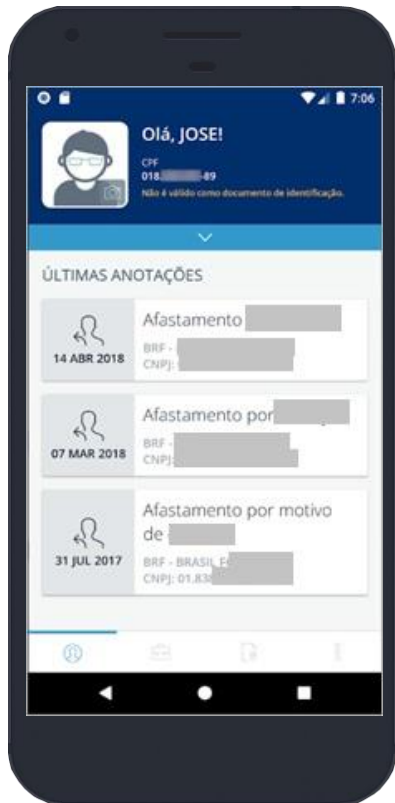 7:06
Olá, JOSE!
CPF
018. -89
Não é válido como documento de identificação.
ÚLTIMAS ANOTAÇÕES
Afastamento
BRF -
CNPJ:
14 ABR 2018
Afastamento por
BRF -
CNPJ:
07 MAR 2018
Afastamento por motivo
de
BRF - BRASIL
CNPJ: 01.83
31 JUL 2017